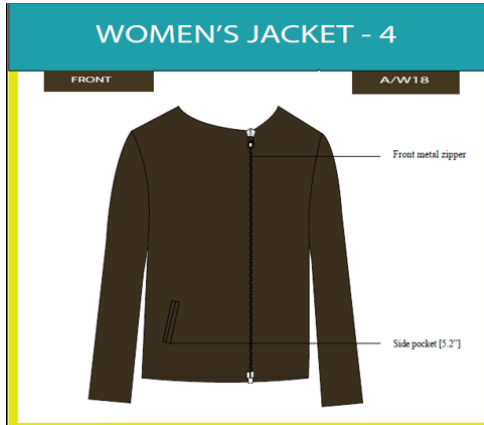 WOMEN'S JACKET - 4
FRONT
A/W18
Front metal zipper
Side pocket [5.2"]